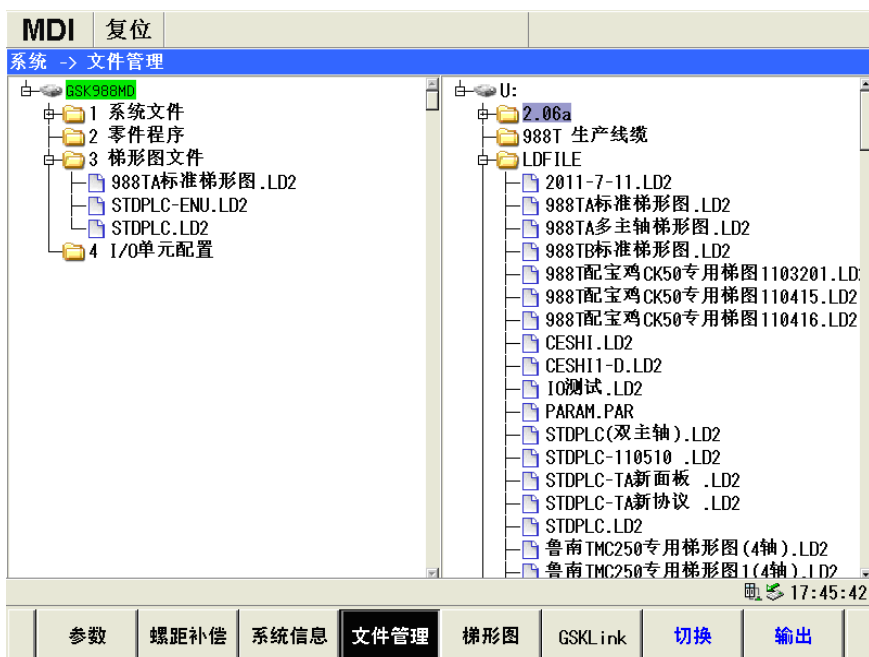 MDI 复位
系统 -> 文件管理
GSK988MD
1 系统文件
2 零件程序
3 梯形图文件
988TA标准梯形图.LD2
STDPLC-ENU.LD2
STDPLC.LD2
4 I/O单元配置
U:
2.06a
988T 生产线缆
LDFILE
2011-7-11.LD2
988TA标准梯形图.LD2
988TA多主轴梯形图.LD2
988TB标准梯形图.LD2
988T配宝鸡CK50专用梯图1103201.LD
988T配宝鸡CK50专用梯图110415.LD2
988T配宝鸡CK50专用梯图110416.LD2
CESHI.LD2
CESHI1-D.LD2
IO测试.LD2
PARAM.PAR
STDPLC(双主轴).LD2
STDPLC-110510 .LD2
STDPLC-TA新面板 .LD2
STDPLC-TA新协议 .LD2
STDPLC.LD2
鲁南TMC250专用梯形图(4轴).LD2
鲁南TMC250专用梯形图1(4轴).LD2
17:45:42
参数 螺距补偿 系统信息 文件管理 梯形图 GSKLink 切换 输出